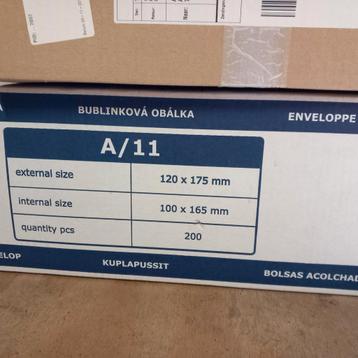 BUBLINKOVÁ OBÁLKA
ENVELOPPE
A/11
external size
120 x 175 mm
internal size
100 x 165 mm
quantity pcs
200
ELOP
KUPLAPUSSIT
BOLSAS ACOLCHAD